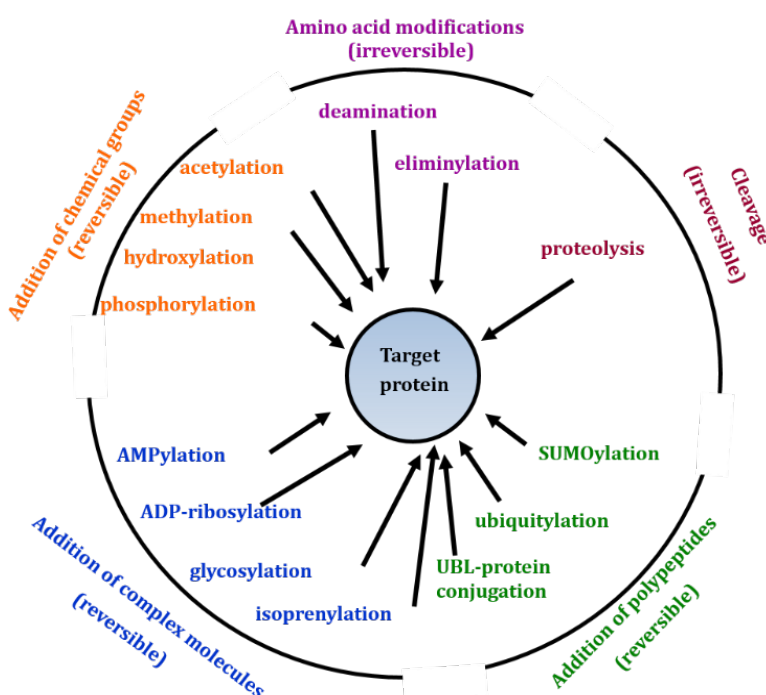 Amino acid modifications
(irreversible)
deamination
eliminylation
Addition of chemical groups
(reversible)
acetylation
methylation
hydroxylation
phosphorylation
Cleavage
(irreversible)
proteolysis
Target
protein
AMPylation
ADP-ribosylation
glycosylation
isoprenylation
Addition of complex molecules
(reversible)
SUMOylation
ubiquitylation
UBL-protein
conjugation
Addition of polypeptides
(reversible)